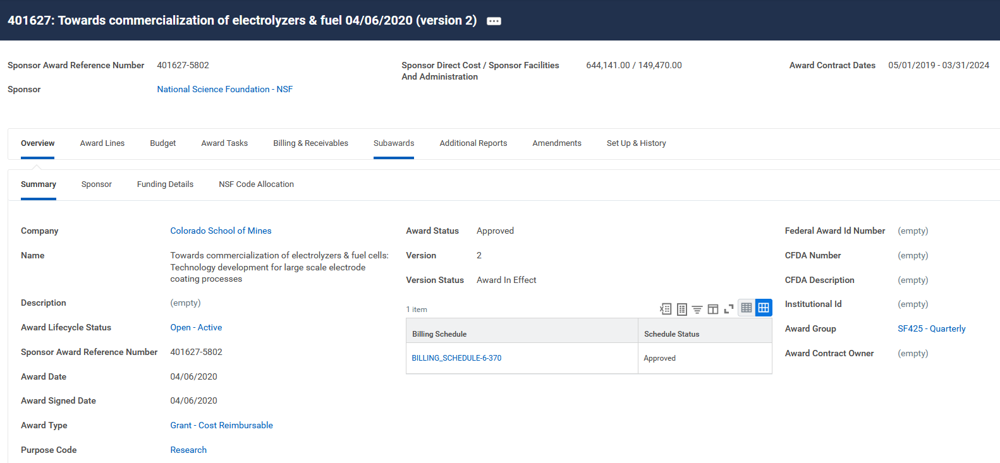 401627: Towards commercialization of electrolyzers & fuel 04/06/2020 (version 2)
Sponsor Award Reference Number 401627-5802
Sponsor National Science Foundation - NSF
Sponsor Direct Cost / Sponsor Facilities And Administration 644,141.00 / 149,470.00
Award Contract Dates 05/01/2019 - 03/31/2024
Overview Award Lines Budget Award Tasks Billing & Receivables Subawards Additional Reports Amendments Set Up & History
Summary Sponsor Funding Details NSF Code Allocation
Company Colorado School of Mines
Name Towards commercialization of electrolyzers & fuel cells:
Technology development for large scale electrode
coating processes
Description (empty)
Award Lifecycle Status Open - Active
Sponsor Award Reference Number 401627-5802
Award Date 04/06/2020
Award Signed Date 04/06/2020
Award Type Grant - Cost Reimbursable
Purpose Code Research
Award Status Approved
Version 2
Version Status Award In Effect
1 item
Billing Schedule Schedule Status
BILLING_SCHEDULE-6-370 Approved
Federal Award Id Number (empty)
CFDA Number (empty)
CFDA Description (empty)
Institutional Id (empty)
Award Group SF425 - Quarterly
Award Contract Owner (empty)